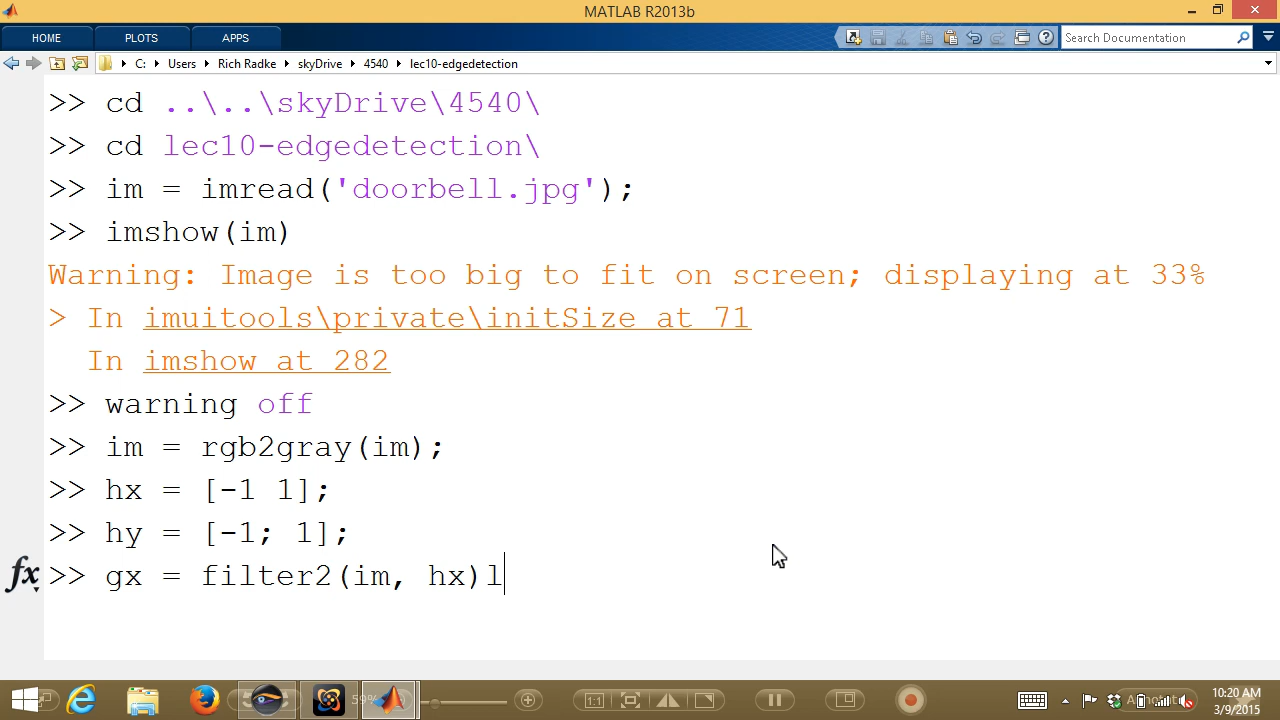 MATLAB R2013b
HOME PLOTS APPS Search Documentation
C: Users Rich Radke skyDrive 4540 lec10-edgedetection
>> cd ..\..\skyDrive\4540\
>> cd lec10-edgedetection\
>> im = imread('doorbell.jpg');
>> imshow(im)
Warning: Image is too big to fit on screen; displaying at 33%
> In imuitools\private\initSize at 71
In imshow at 282
>> warning off
>> im = rgb2gray(im);
>> hx = [-1 1];
>> hy = [-1; 1];
fx >> gx = filter2(im, hx)l
59% 1:1 10:20 AM
3/9/2015